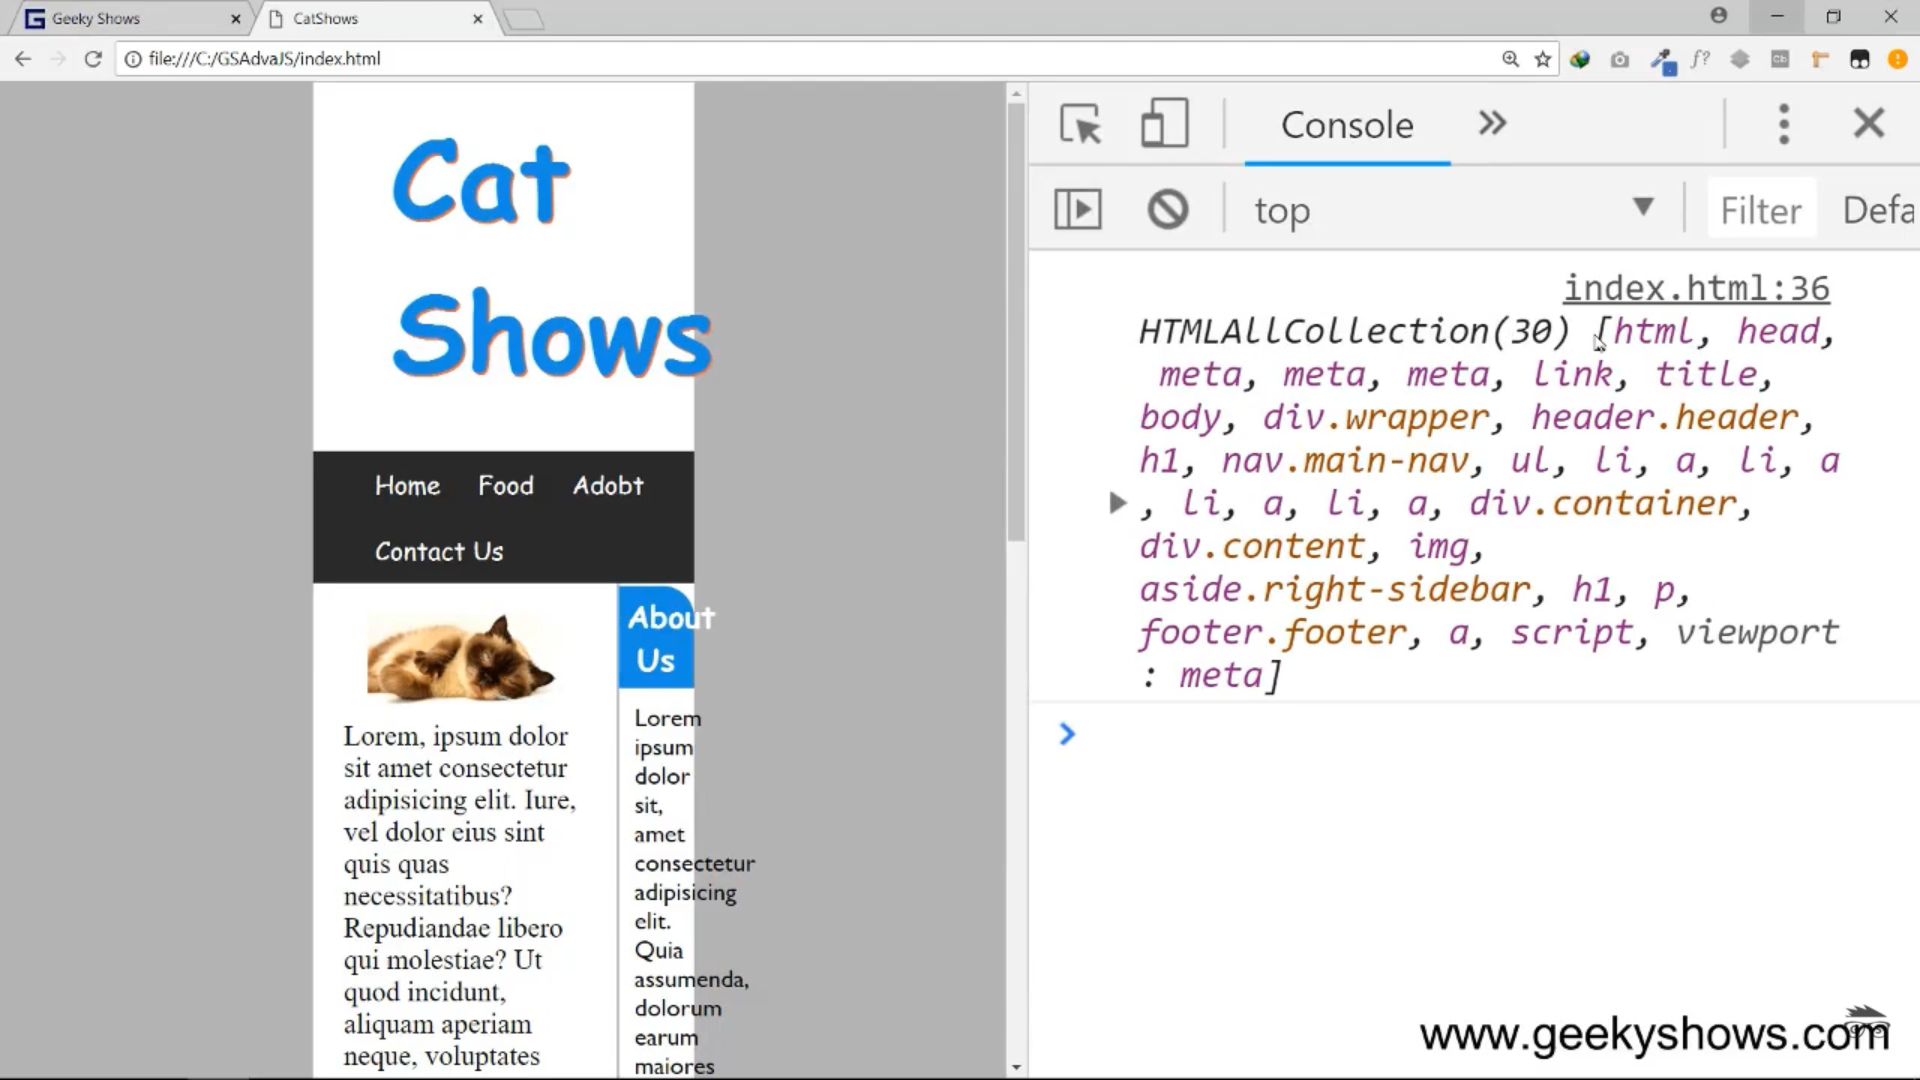 Geeky Shows
CatShows
file:///C:/GSAdvaJS/index.html
f?
Cb
Cat
Shows
Home Food Adobt
Contact Us
About
Us
Lorem, ipsum dolor
sit amet consectetur
adipisicing elit. Iure,
vel dolor eius sint
quis quas
necessitatibus?
Repudiandae libero
qui molestiae? Ut
quod incidunt,
aliquam aperiam
neque, voluptates
Lorem
ipsum
dolor
sit,
amet
consectetur
adipisicing
elit.
Quia
assumenda,
dolorum
earum
maiores
Console
top Filter Defa
index.html:36
HTMLAllCollection(30) [html, head,
meta, meta, meta, link, title,
body, div.wrapper, header.header,
h1, nav.main-nav, ul, li, a, li, a
, li, a, li, a, div.container,
div.content, img,
aside.right-sidebar, h1, p,
footer.footer, a, script, viewport
: meta]
www.geekyshows.com